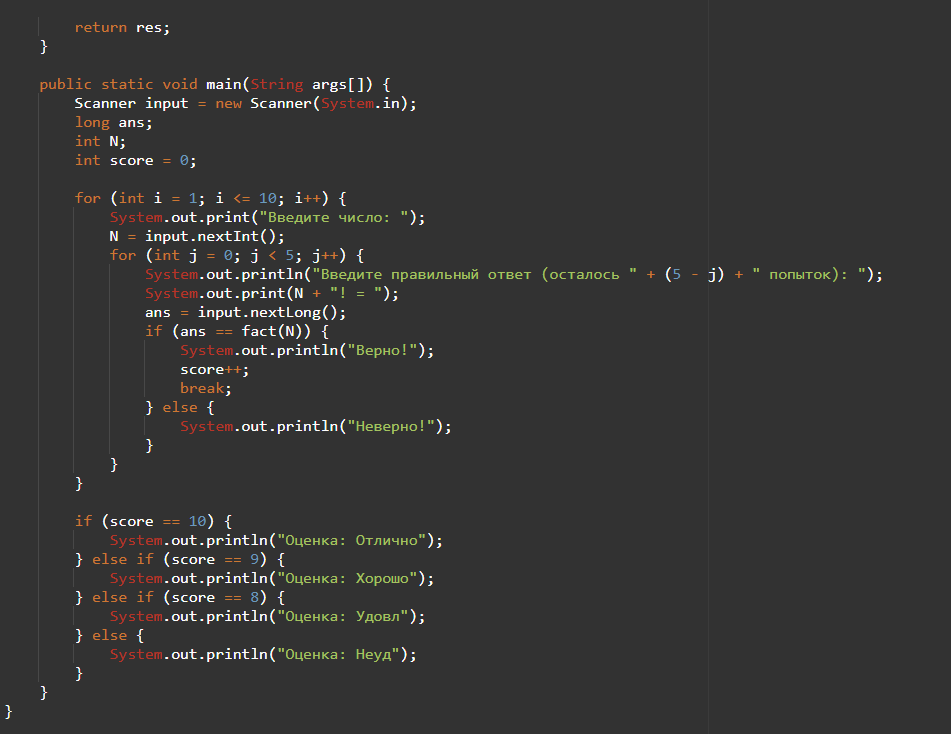 return res;
    }

    public static void main(String args[]) {
        Scanner input = new Scanner(System.in);
        long ans;
        int N;
        int score = 0;

        for (int i = 1; i <= 10; i++) {
            System.out.print("Введите число: ");
            N = input.nextInt();
            for (int j = 0; j < 5; j++) {
                System.out.println("Введите правильный ответ (осталось " + (5 - j) + " попыток): ");
                System.out.print(N + "! = ");
                ans = input.nextLong();
                if (ans == fact(N)) {
                    System.out.println("Верно!");
                    score++;
                    break;
                } else {
                    System.out.println("Неверно!");
                }
            }
        }

        if (score == 10) {
            System.out.println("Оценка: Отлично");
        } else if (score == 9) {
            System.out.println("Оценка: Хорошо");
        } else if (score == 8) {
            System.out.println("Оценка: Удовл");
        } else {
            System.out.println("Оценка: Неуд");
        }
    }
}